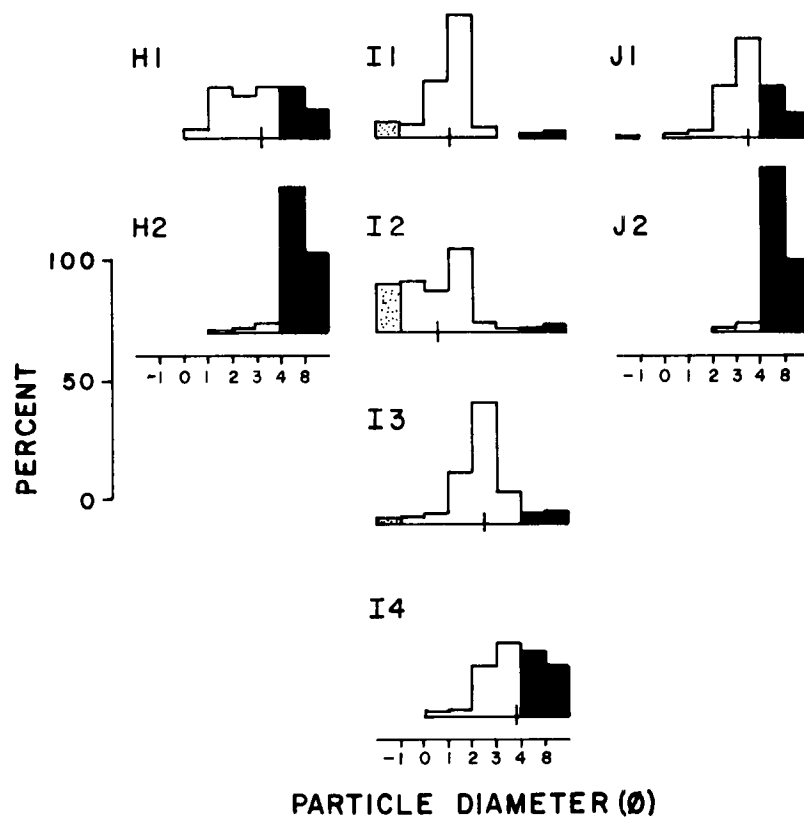 H1
I1
J1
H2
I2
J2
100
50
0
PERCENT
-1 0 1 2 3 4 8
-1 0 1 2 3 4 8
I3
I4
-1 0 1 2 3 4 8
PARTICLE DIAMETER (Ø)